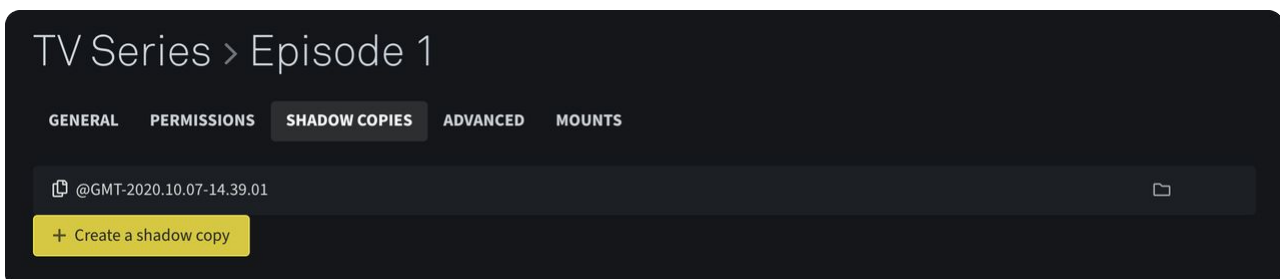 TV Series > Episode 1
GENERAL PERMISSIONS SHADOW COPIES ADVANCED MOUNTS
@GMT-2020.10.07-14.39.01
+ Create a shadow copy